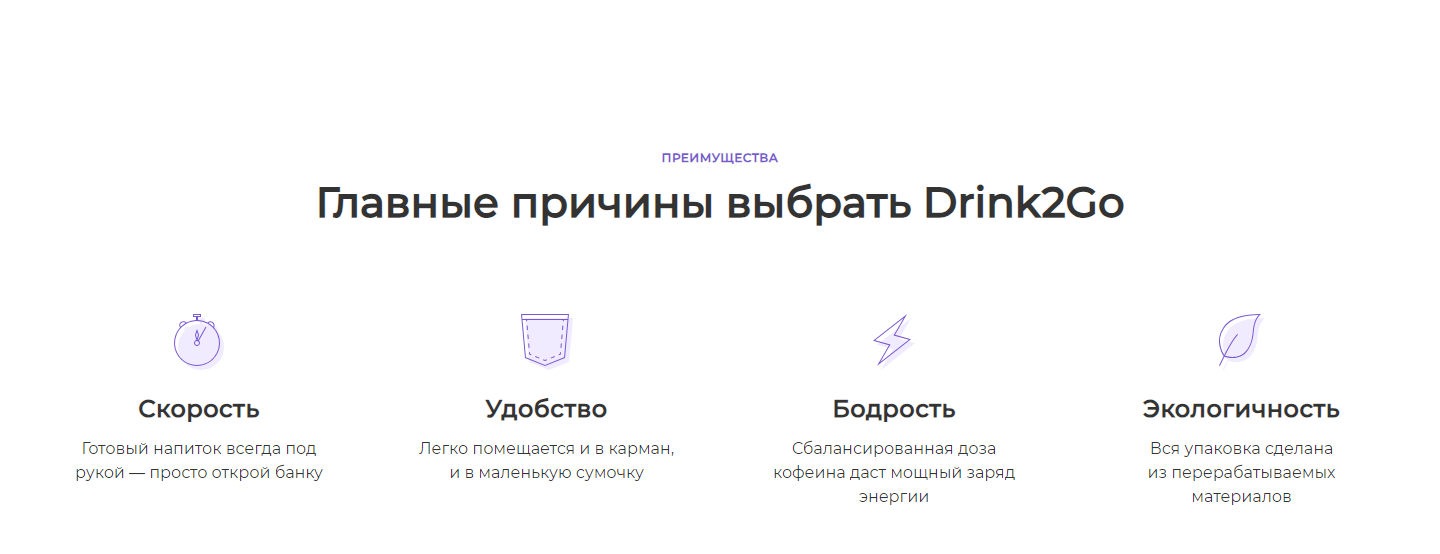 ПРЕИМУЩЕСТВА
Главные причины выбрать Drink2Go
Скорость
Готовый напиток всегда под
рукой — просто открой банку
Удобство
Легко помещается и в карман,
и в маленькую сумочку
Бодрость
Сбалансированная доза
кофеина даст мощный заряд
энергии
Экологичность
Вся упаковка сделана
из перерабатываемых
материалов